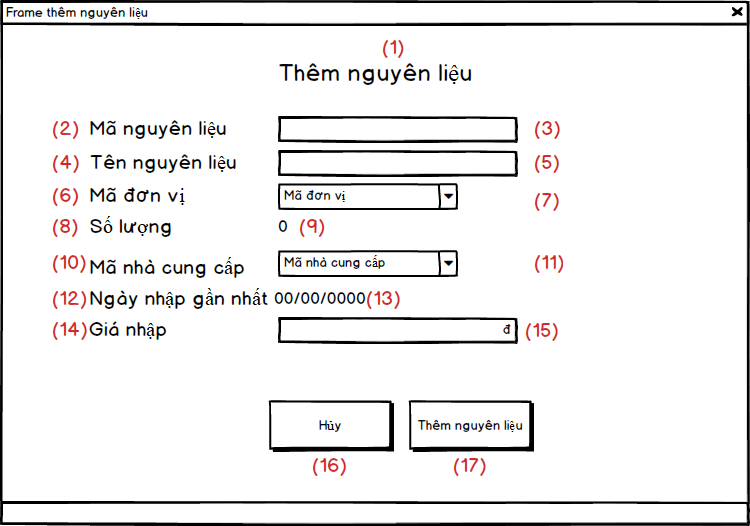 Frame thêm nguyên liệu
(1)
Thêm nguyên liệu
(2) Mã nguyên liệu (3)
(4) Tên nguyên liệu (5)
(6) Mã đơn vị Mã đơn vị (7)
(8) Số lượng 0 (9)
(10) Mã nhà cung cấp Mã nhà cung cấp (11)
(12) Ngày nhập gần nhất 00/00/0000 (13)
(14) Giá nhập đ (15)
Hủy Thêm nguyên liệu
(16) (17)